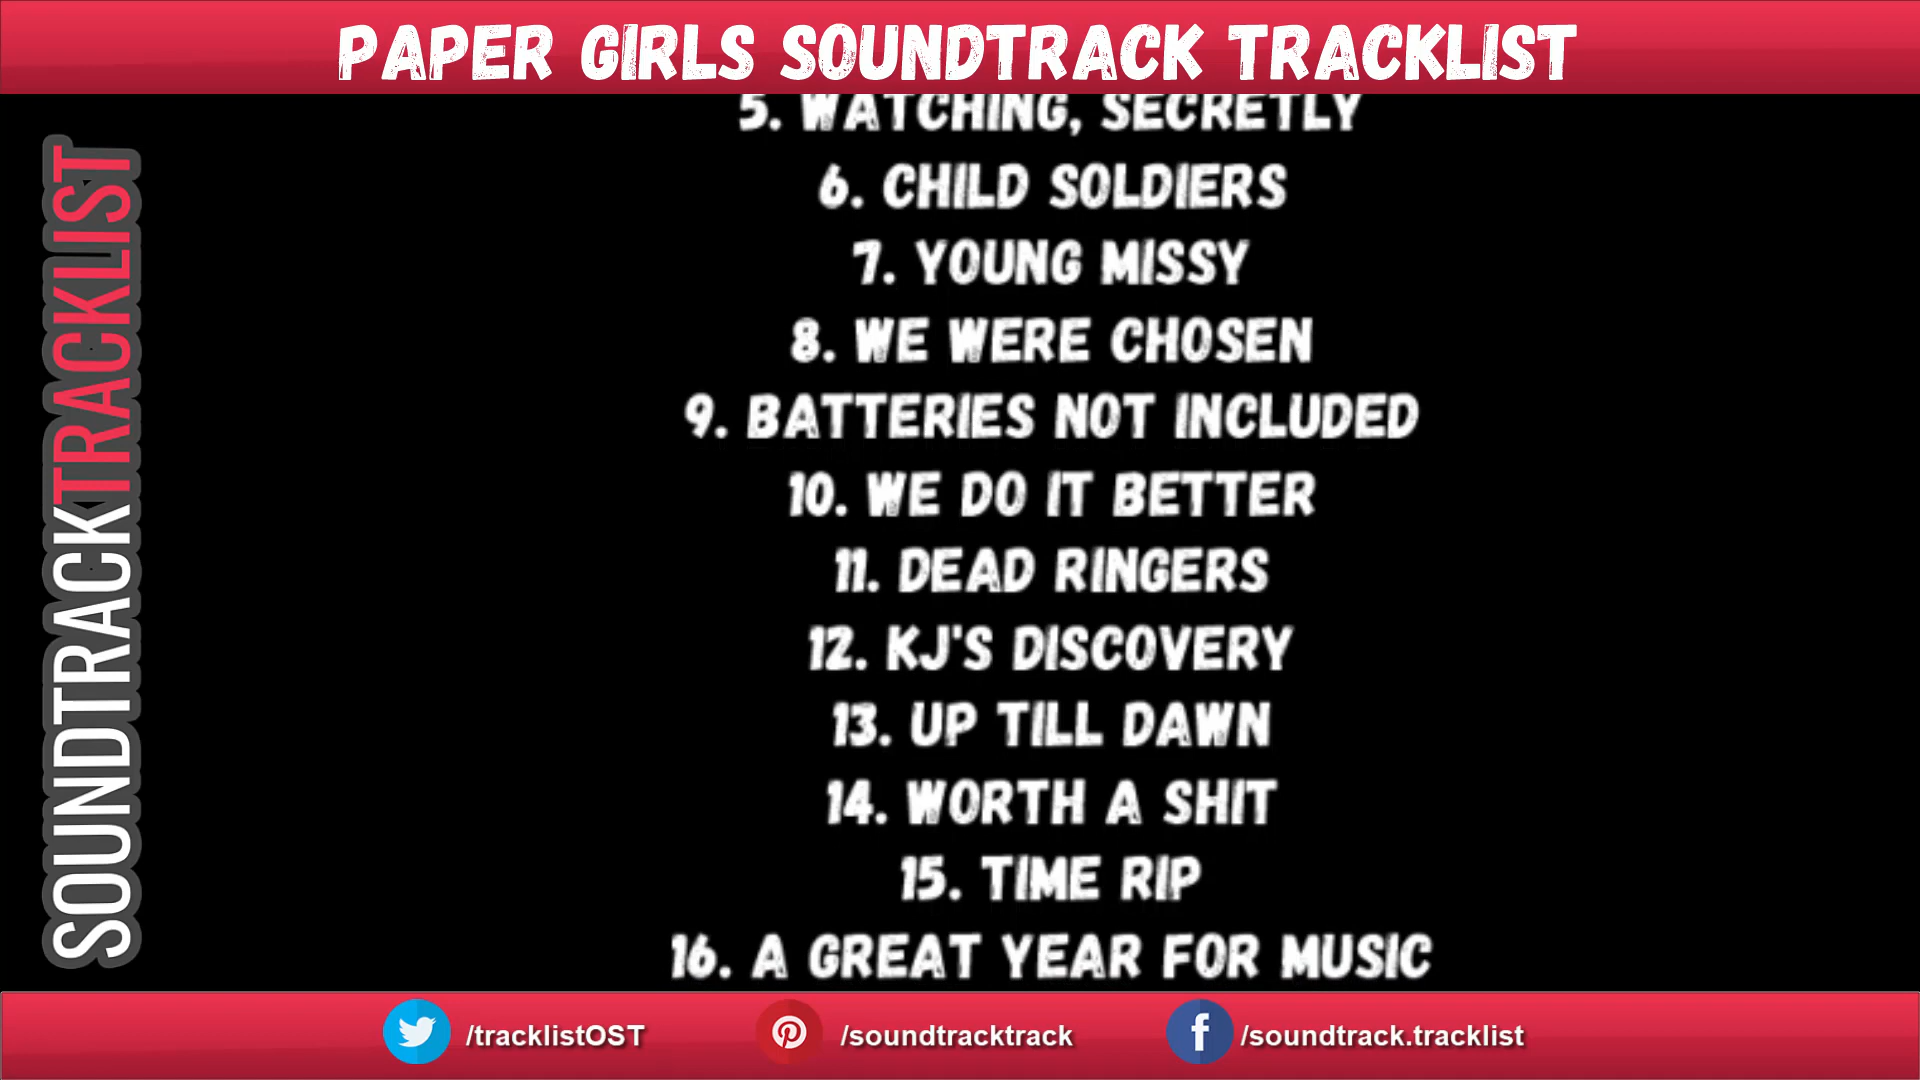 PAPER GIRLS SOUNDTRACK TRACKLIST
SOUNDTRACKTRACKLIST
5. WATCHING, SECRETLY
6. CHILD SOLDIERS
7. YOUNG MISSY
8. WE WERE CHOSEN
9. BATTERIES NOT INCLUDED
10. WE DO IT BETTER
11. DEAD RINGERS
12. KJ'S DISCOVERY
13. UP TILL DAWN
14. WORTH A SHIT
15. TIME RIP
16. A GREAT YEAR FOR MUSIC
/tracklistOST
/soundtracktrack
/soundtrack.tracklist